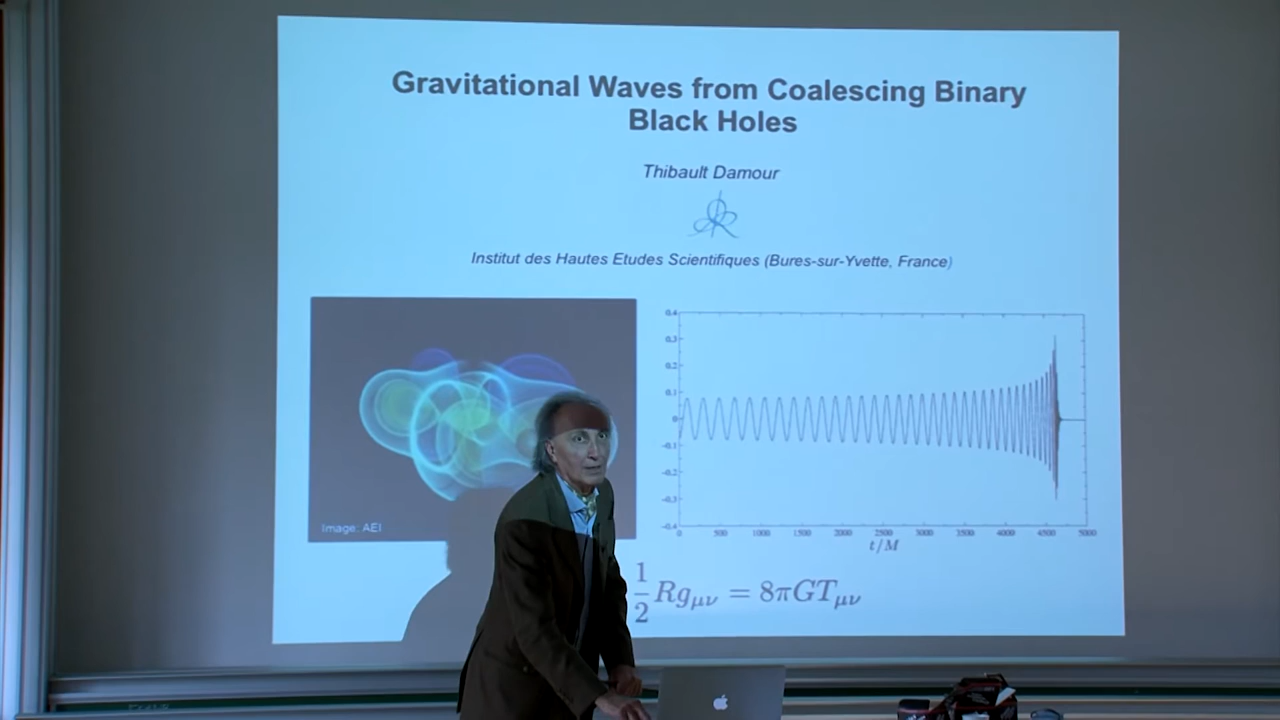 Gravitational Waves from Coalescing Binary
Black Holes
Thibault Damour
Institut des Hautes Etudes Scientifiques (Bures-sur-Yvette, France)
Image: AEI
0.4
0.3
0.2
0.1
0
-0.1
-0.2
-0.3
-0.4
0 500 1000 1500 2000 2500 3000 3500 4000 4500 5000
t/M
1/2 Rgμν = 8πGTμν